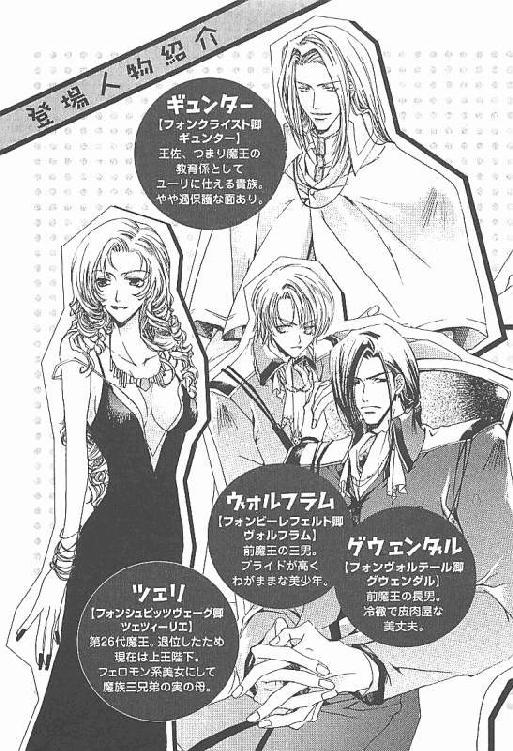 登場人物紹介
ギュンター
【フォンクライスト卿
ギュンター】
王佐、つまり魔王の
教育係として
ユーリに仕える貴族。
やや過保護な面あり。
ヴォルフラム
【フォンビーレフェルト卿
ヴォルフラム】
前魔王の三男。
プライドが高く
わがままな美少年。
グウェンダル
【フォンヴォルテール卿
グウェンダル】
前魔王の長男。
冷徹で皮肉屋な
美丈夫。
ツェリ
【フォンシュピッツヴェーグ卿
ツェツィーリエ】
第26代魔王。退位したため
現在は上王陛下。
フェロモン系美女にして
魔族三兄弟の実の母。